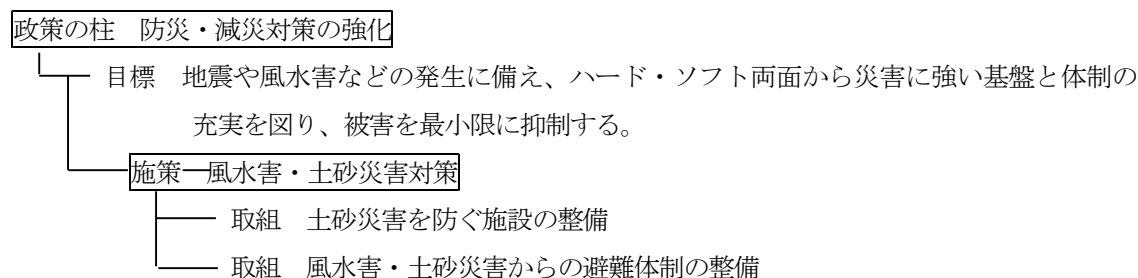 政策の柱　防災・減災対策の強化
目標　地震や風水害などの発生に備え、ハード・ソフト両面から災害に強い基盤と体制の
充実を図り、被害を最小限に抑制する。
施策　風水害・土砂災害対策
取組　土砂災害を防ぐ施設の整備
取組　風水害・土砂災害からの避難体制の整備